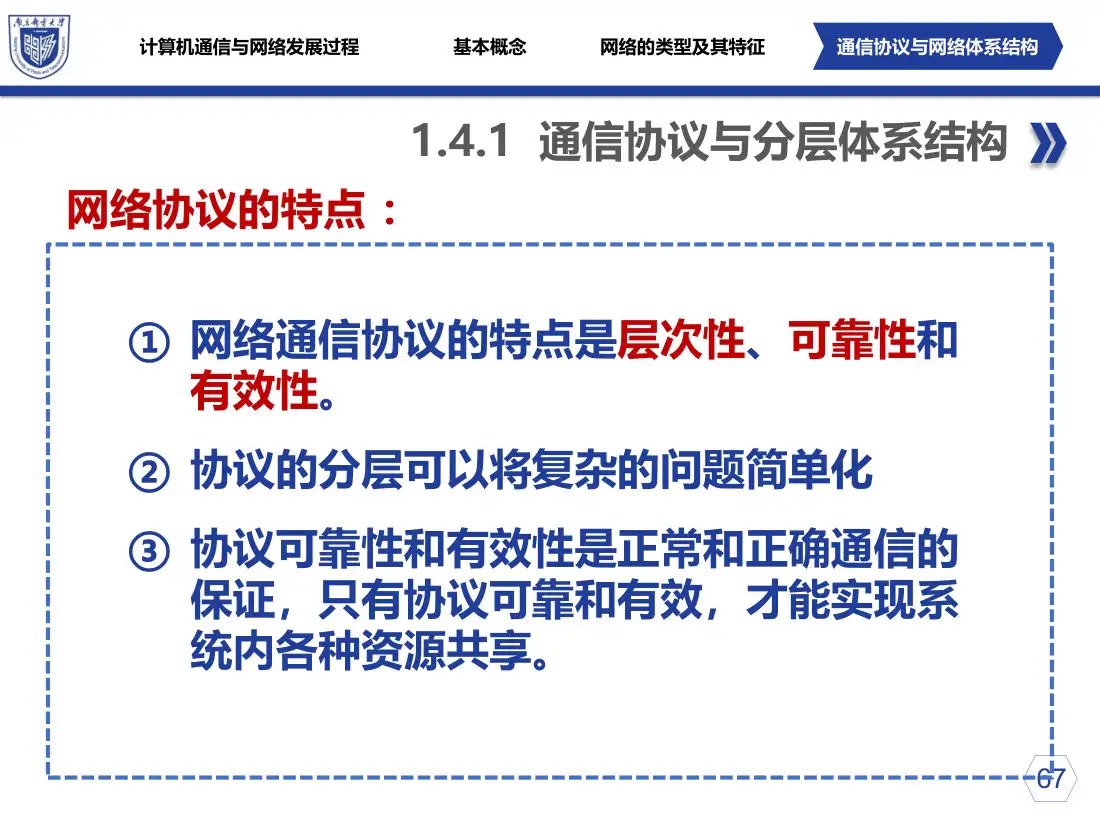 南京邮电大学
计算机通信与网络发展过程
基本概念
网络的类型及其特征
通信协议与网络体系结构
1.4.1 通信协议与分层体系结构
网络协议的特点：
① 网络通信协议的特点是层次性、可靠性和
有效性。
② 协议的分层可以将复杂的问题简单化
③ 协议可靠性和有效性是正常和正确通信的
保证，只有协议可靠和有效，才能实现系
统内各种资源共享。
67